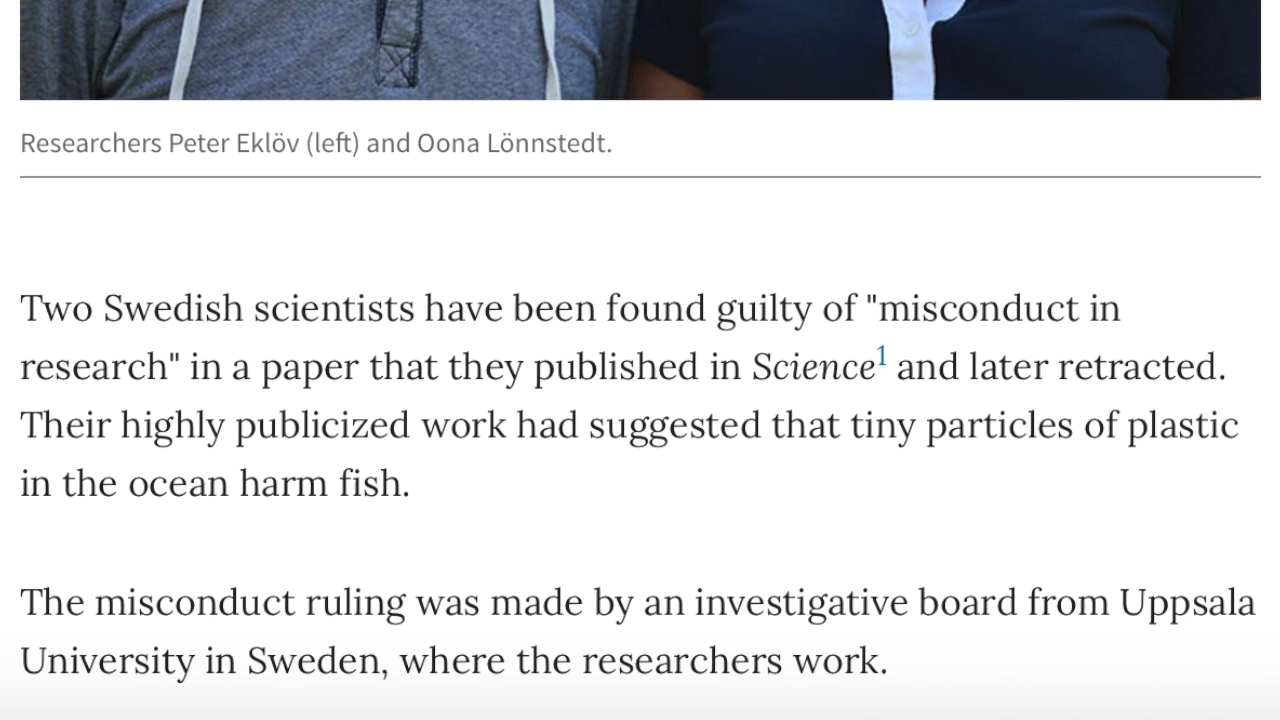 Researchers Peter Eklöv (left) and Oona Lönnstedt.
Two Swedish scientists have been found guilty of "misconduct in
research" in a paper that they published in Science1 and later retracted.
Their highly publicized work had suggested that tiny particles of plastic
in the ocean harm fish.
The misconduct ruling was made by an investigative board from Uppsala
University in Sweden, where the researchers work.